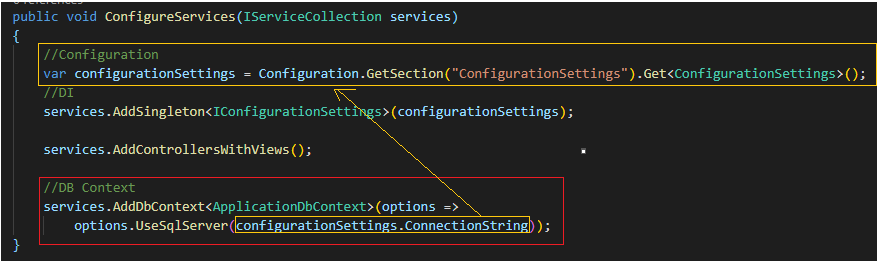 public void ConfigureServices(IServiceCollection services)
{
//Configuration
var configurationSettings = Configuration.GetSection("ConfigurationSettings").Get<ConfigurationSettings>();
//DI
services.AddSingleton<IConfigurationSettings>(configurationSettings);
services.AddControllersWithViews();
//DB Context
services.AddDbContext<ApplicationDbContext>(options =>
options.UseSqlServer(configurationSettings.ConnectionString));
}